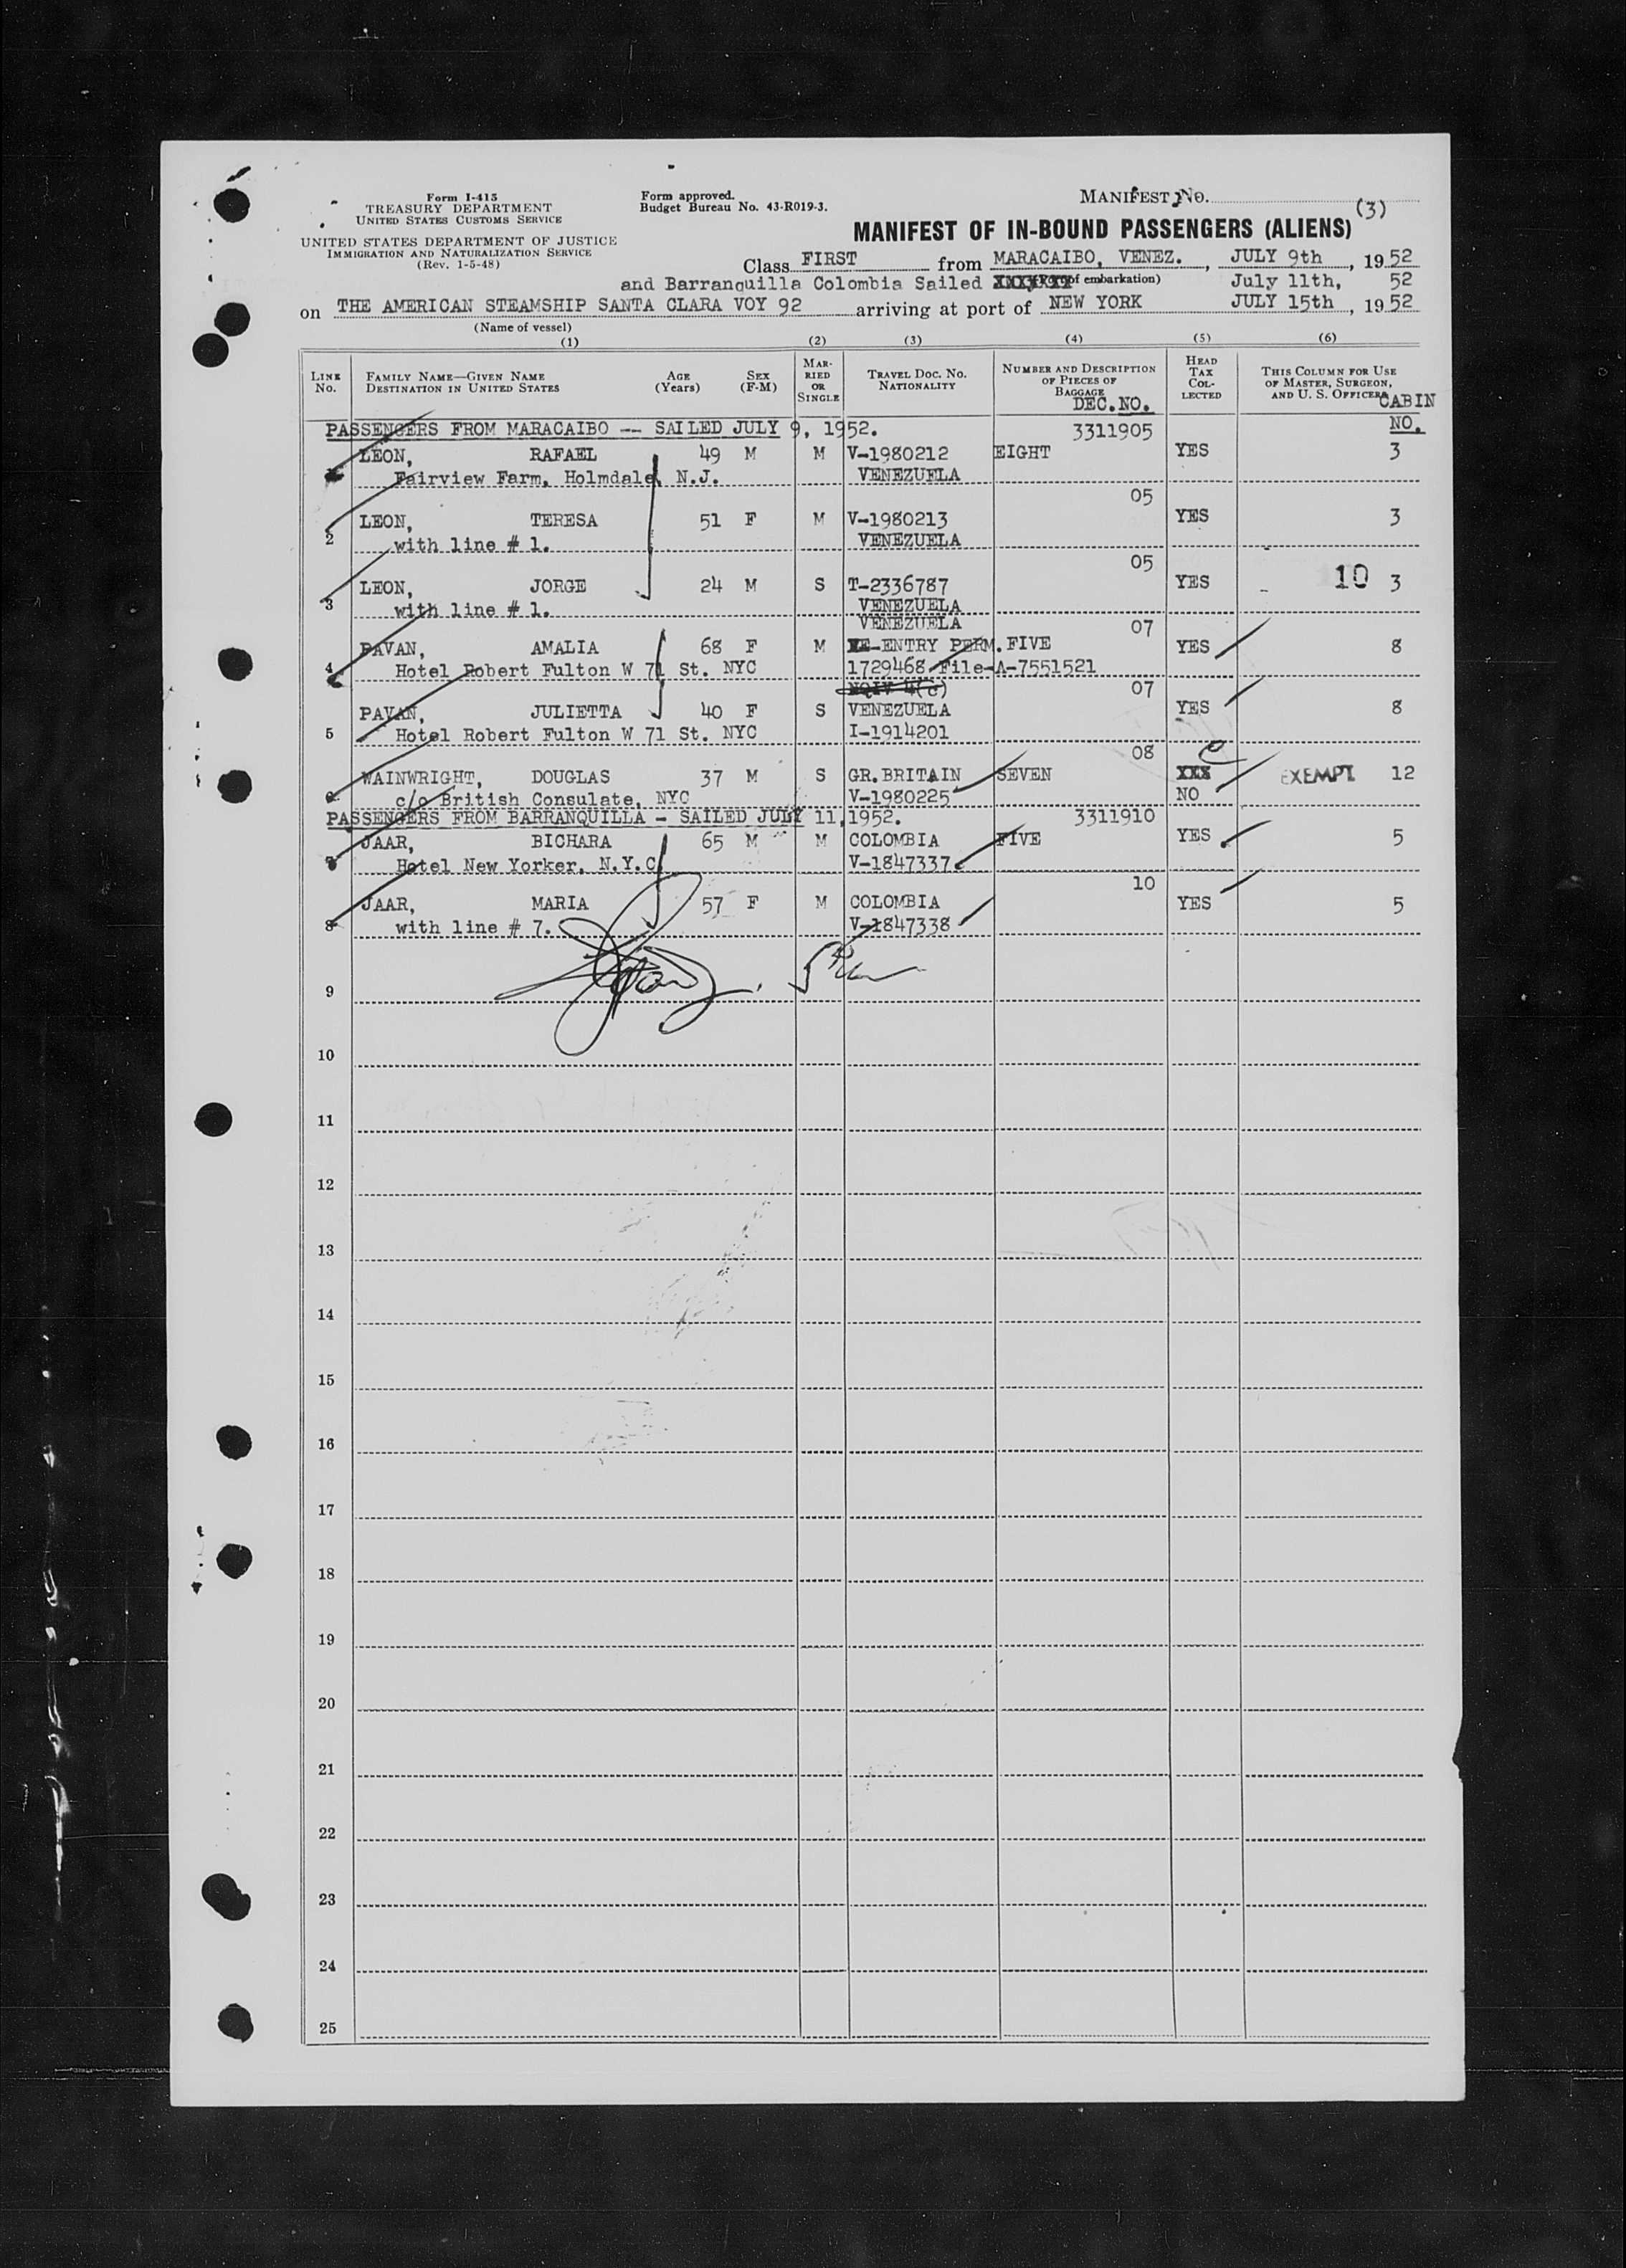 Form I-415
TREASURY DEPARTMENT
UNITED STATES CUSTOMS SERVICE
UNITED STATES DEPARTMENT OF JUSTICE
IMMIGRATION AND NATURALIZATION SERVICE
(Rev. 1-5-48)
Form approved.
Budget Bureau No. 43-R019-3.
MANIFEST NO.
(3)
MANIFEST OF IN-BOUND PASSENGERS (ALIENS)
Class FIRST from MARACAIBO, VENEZ., JULY 9th, 1952
and Barranquilla Colombia Sailed of embarkation) July 11th, 52
on THE AMERICAN STEAMSHIP SANTA CLARA VOY 92 arriving at port of NEW YORK JULY 15th, 1952
(Name of vessel)
(1) (2) (3) (4) (5) (6)
LINE NO.
FAMILY NAME—GIVEN NAME
DESTINATION IN UNITED STATES
AGE (Years)
SEX (F-M)
MARRIED OR SINGLE
TRAVEL DOC. NO.
NATIONALITY
NUMBER AND DESCRIPTION OF PIECES OF BAGGAGE
DEC.NO.
HEAD TAX COLLECTED
THIS COLUMN FOR USE OF MASTER, SURGEON, AND U. S. OFFICERS
CABIN NO.
PASSENGERS FROM MARACAIBO -- SAILED JULY 9, 1952. 3311905
LEON, RAFAEL 49 M M V-1980212 EIGHT YES 3
Fairview Farm, Holmdale, N.J. VENEZUELA
05
LEON, TERESA 51 F M V-1980213 YES 3
2 with line # 1. VENEZUELA
05
LEON, JORGE 24 M S T-2336787 YES 10 3
3 with line # 1. VENEZUELA
VENEZUELA 07
PAVAN, AMALIA 68 F M RE-ENTRY PERM. FIVE YES 8
4 Hotel Robert Fulton W 71 St. NYC 1729468 File-A-7551521
NQIV 4(c) 07
PAVAN, JULIETTA 40 F S VENEZUELA YES 8
5 Hotel Robert Fulton W 71 St. NYC I-1914201
08
WAINWRIGHT, DOUGLAS 37 M S GR.BRITAIN SEVEN XXX EXEMPT 12
6 c/o British Consulate, NYC V-1980225 NO
PASSENGERS FROM BARRANQUILLA - SAILED JULY 11,1952. 3311910
JAAR, BICHARA 65 M M COLOMBIA FIVE YES 5
7 Hotel New Yorker, N.Y.C. V-1847337
10
JAAR, MARIA 57 F M COLOMBIA YES 5
8 with line # 7. V-1847338
9
10
11
12
13
14
15
16
17
18
19
20
21
22
23
24
25